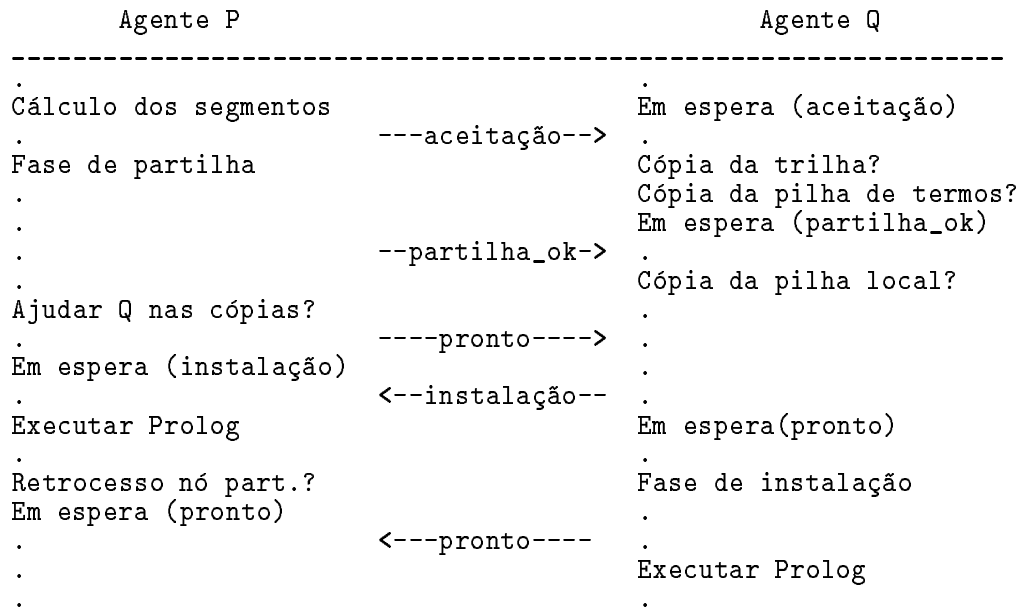 Agente P                                  Agente Q
-----------------------------------------------------------------
.                                         .
Cálculo dos segmentos                     Em espera (aceitação)
.                       ---aceitação-->   .
Fase de partilha                          Cópia da trilha?
.                                         Cópia da pilha de termos?
.                                         Em espera (partilha_ok)
.                       --partilha_ok->   .
.                                         Cópia da pilha local?
Ajudar Q nas cópias?                      .
.                       ----pronto---->   .
Em espera (instalação)                    .
.                       <--instalação--   .
Executar Prolog                           Em espera(pronto)
.                                         .
Retrocesso nó part.?                      Fase de instalação
Em espera (pronto)                        .
.                       <---pronto----    .
.                                         Executar Prolog
.                                         .